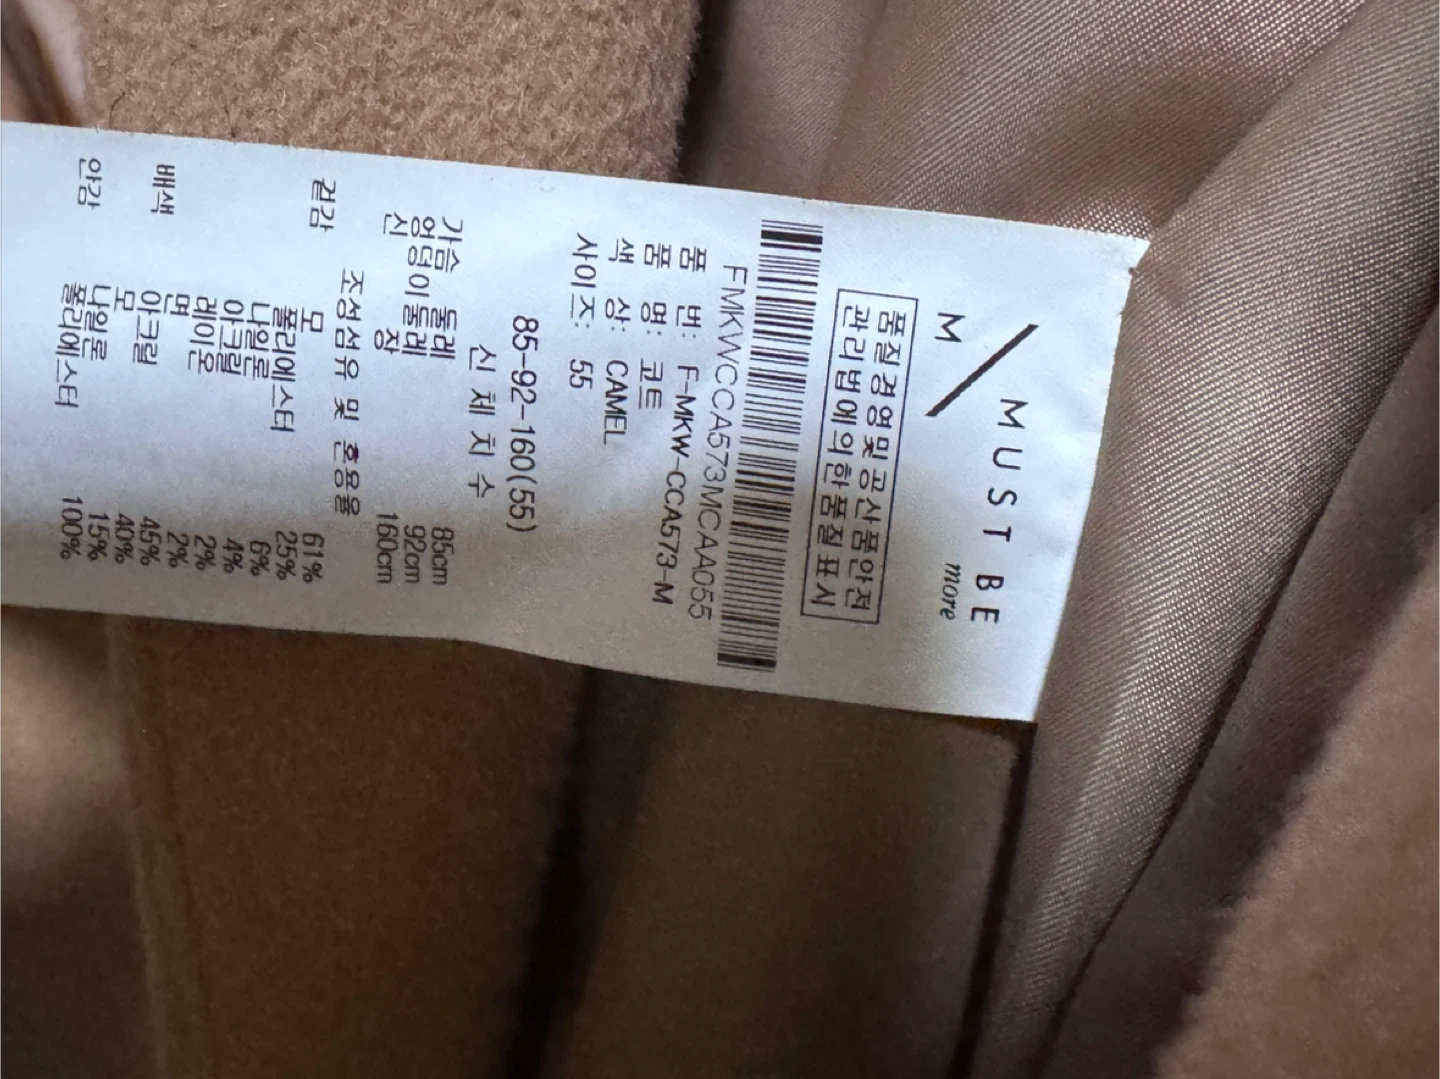 MUST BE
M more
품질경영및공산품안전
관리법에의한품질표시
FMKWCCA573MCAA055
품 번: F-MKW-CCA573-M
품 명: 코트
색 상: CAMEL
사이즈: 55
85-92-160(55)
신 체 치 수
가슴 둘레 85cm
엉덩이둘레 92cm
신 장 160cm
조성섬유 및 혼용율
겉감 모 61%
폴리에스터 25%
나일론 6%
아크릴 4%
레이온 2%
면 2%
배색 아크릴 45%
모 40%
나일론 15%
안감 폴리에스터 100%